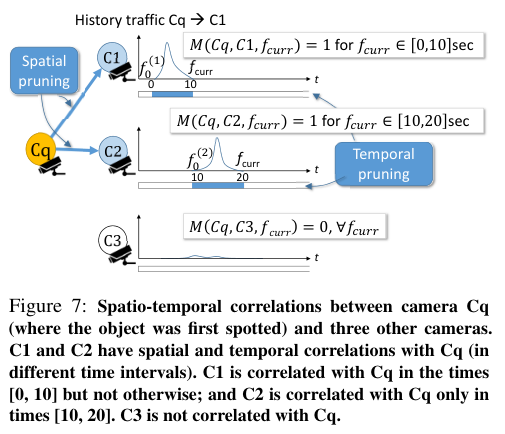 History traffic Cq → C1
C1
M(Cq, C1, f_curr) = 1 for f_curr ∈ [0,10]sec
Spatial
pruning
f_0^(1)
f_curr
0
10
t
Cq
M(Cq, C2, f_curr) = 1 for f_curr ∈ [10,20]sec
C2
f_0^(2)
f_curr
10
20
t
Temporal
pruning
C3
M(Cq, C3, f_curr) = 0, ∀f_curr
t
Figure 7: Spatio-temporal correlations between camera Cq
(where the object was first spotted) and three other cameras.
C1 and C2 have spatial and temporal correlations with Cq (in
different time intervals). C1 is correlated with Cq in the times
[0, 10] but not otherwise; and C2 is correlated with Cq only in
times [10, 20]. C3 is not correlated with Cq.